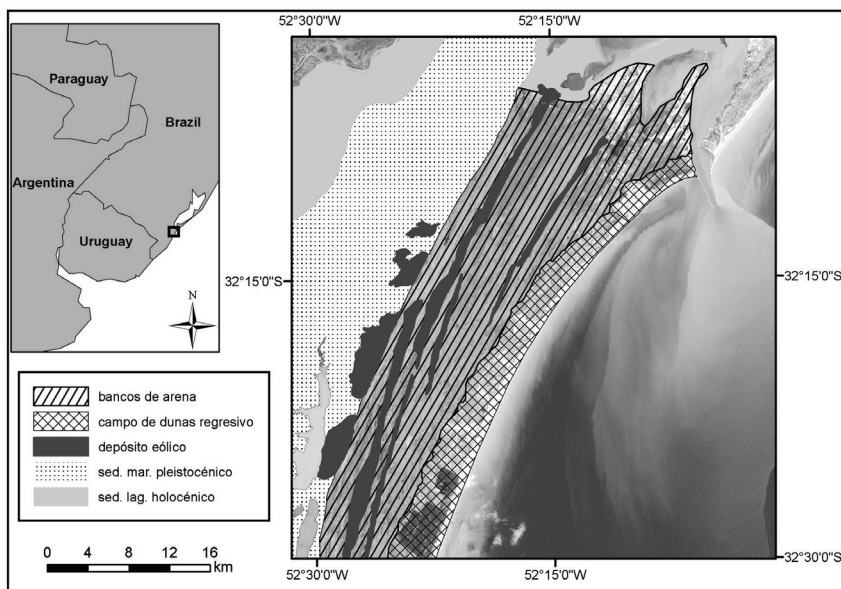 52°30'0"W
52°15'0"W
Paraguay
Brazil
Argentina
Uruguay
N
32°15'0"S
32°15'0"S
bancos de arena
campo de dunas regresivo
depósito eólico
sed. mar. pleistocénico
sed. lag. holocénico
0 4 8 12 16
km
32°30'0"S
52°30'0"W
52°15'0"W